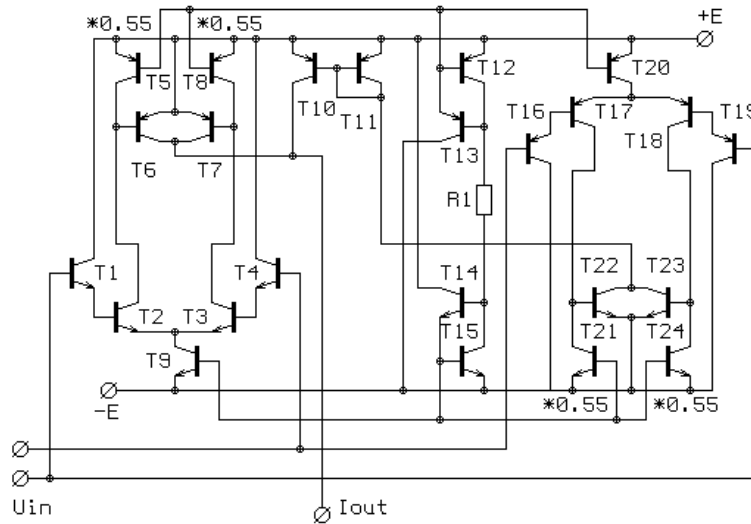 *0.55
*0.55
+E
T5
T8
T12
T20
T10
T11
T16
T17
T19
T13
T18
T6
T7
R1
T1
T4
T14
T22
T23
T2
T3
T15
T21
T24
T9
-E
*0.55
*0.55
Uin
Iout